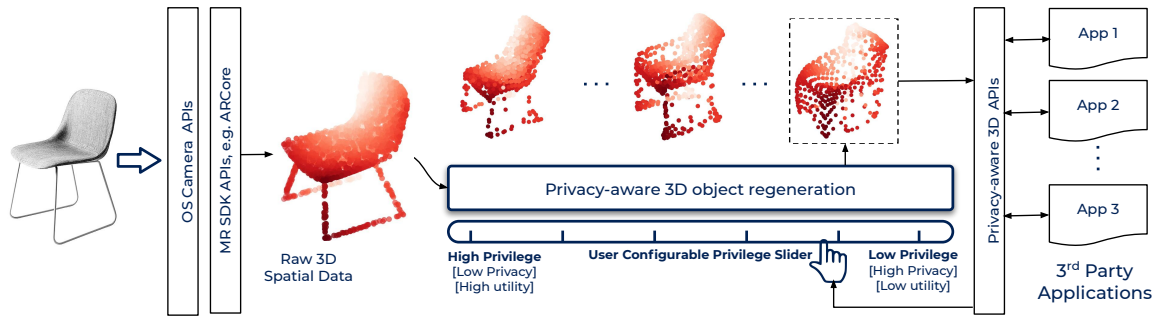 OS Camera APIs
MR SDK APIs, e.g. ARCore
Raw 3D
Spatial Data
...
...
Privacy-aware 3D object regeneration
High Privilege
[Low Privacy]
[High utility]
User Configurable Privilege Slider
Low Privilege
[High Privacy]
[Low utility]
Privacy-aware 3D APIs
App 1
App 2
...
App 3
3rd Party
Applications